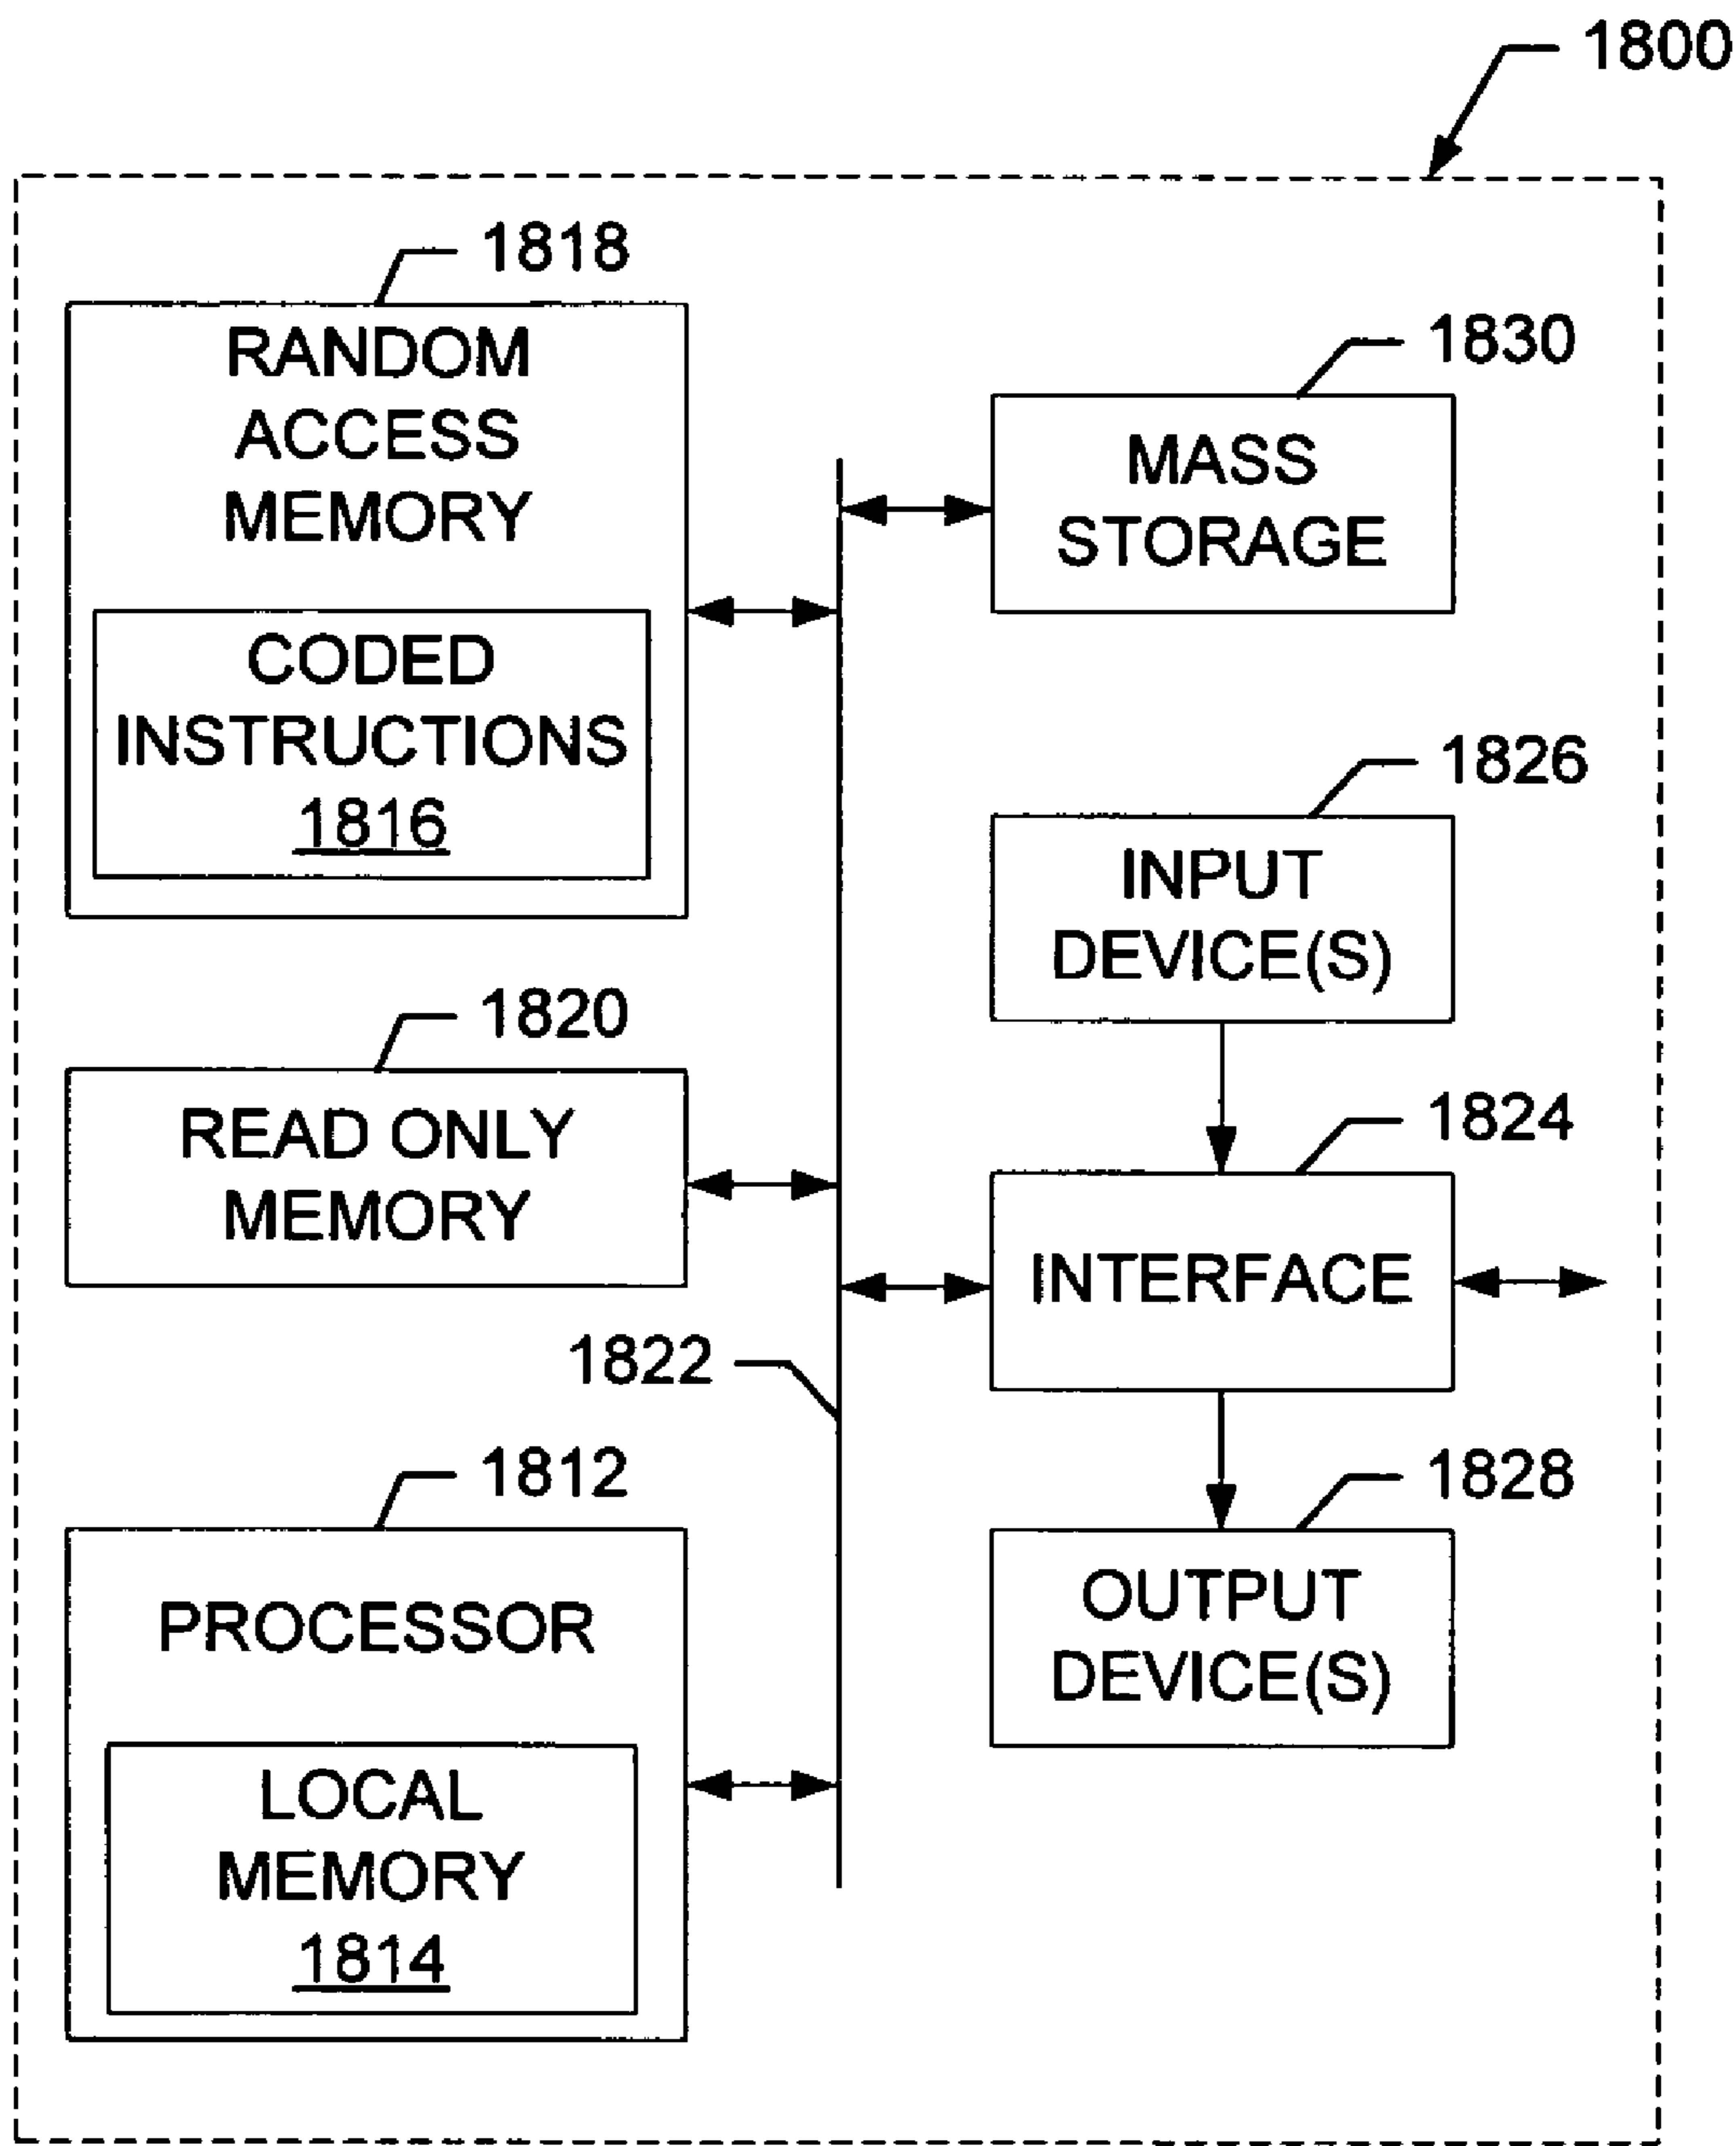 1800
1818
RANDOM
ACCESS
MEMORY
CODED
INSTRUCTIONS
1816
1830
MASS
STORAGE
1826
INPUT
DEVICE(S)
1820
READ ONLY
MEMORY
1824
INTERFACE
1822
1812
PROCESSOR
LOCAL
MEMORY
1814
1828
OUTPUT
DEVICE(S)